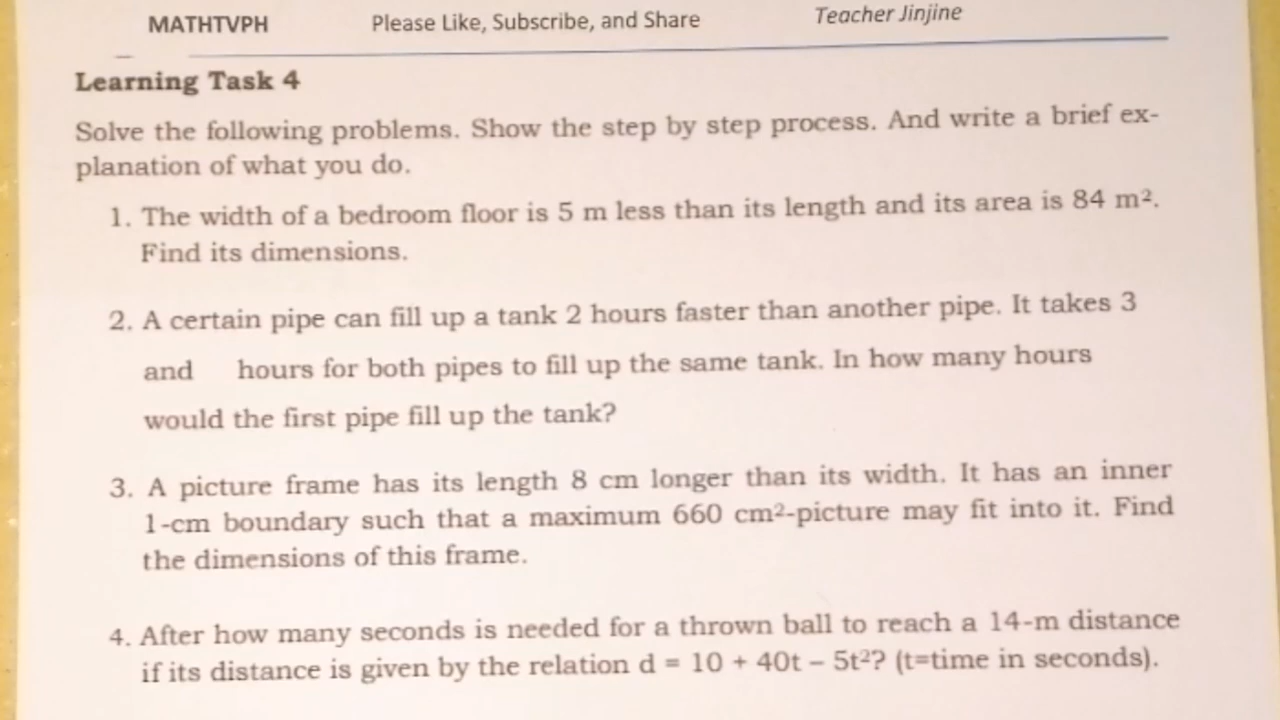 MATHTVPH Please Like, Subscribe, and Share Teacher Jinjine
Learning Task 4
Solve the following problems. Show the step by step process. And write a brief ex-
planation of what you do.
1. The width of a bedroom floor is 5 m less than its length and its area is 84 m².
Find its dimensions.
2. A certain pipe can fill up a tank 2 hours faster than another pipe. It takes 3
and hours for both pipes to fill up the same tank. In how many hours
would the first pipe fill up the tank?
3. A picture frame has its length 8 cm longer than its width. It has an inner
1-cm boundary such that a maximum 660 cm²-picture may fit into it. Find
the dimensions of this frame.
4. After how many seconds is needed for a thrown ball to reach a 14-m distance
if its distance is given by the relation d = 10 + 40t – 5t²? (t=time in seconds).